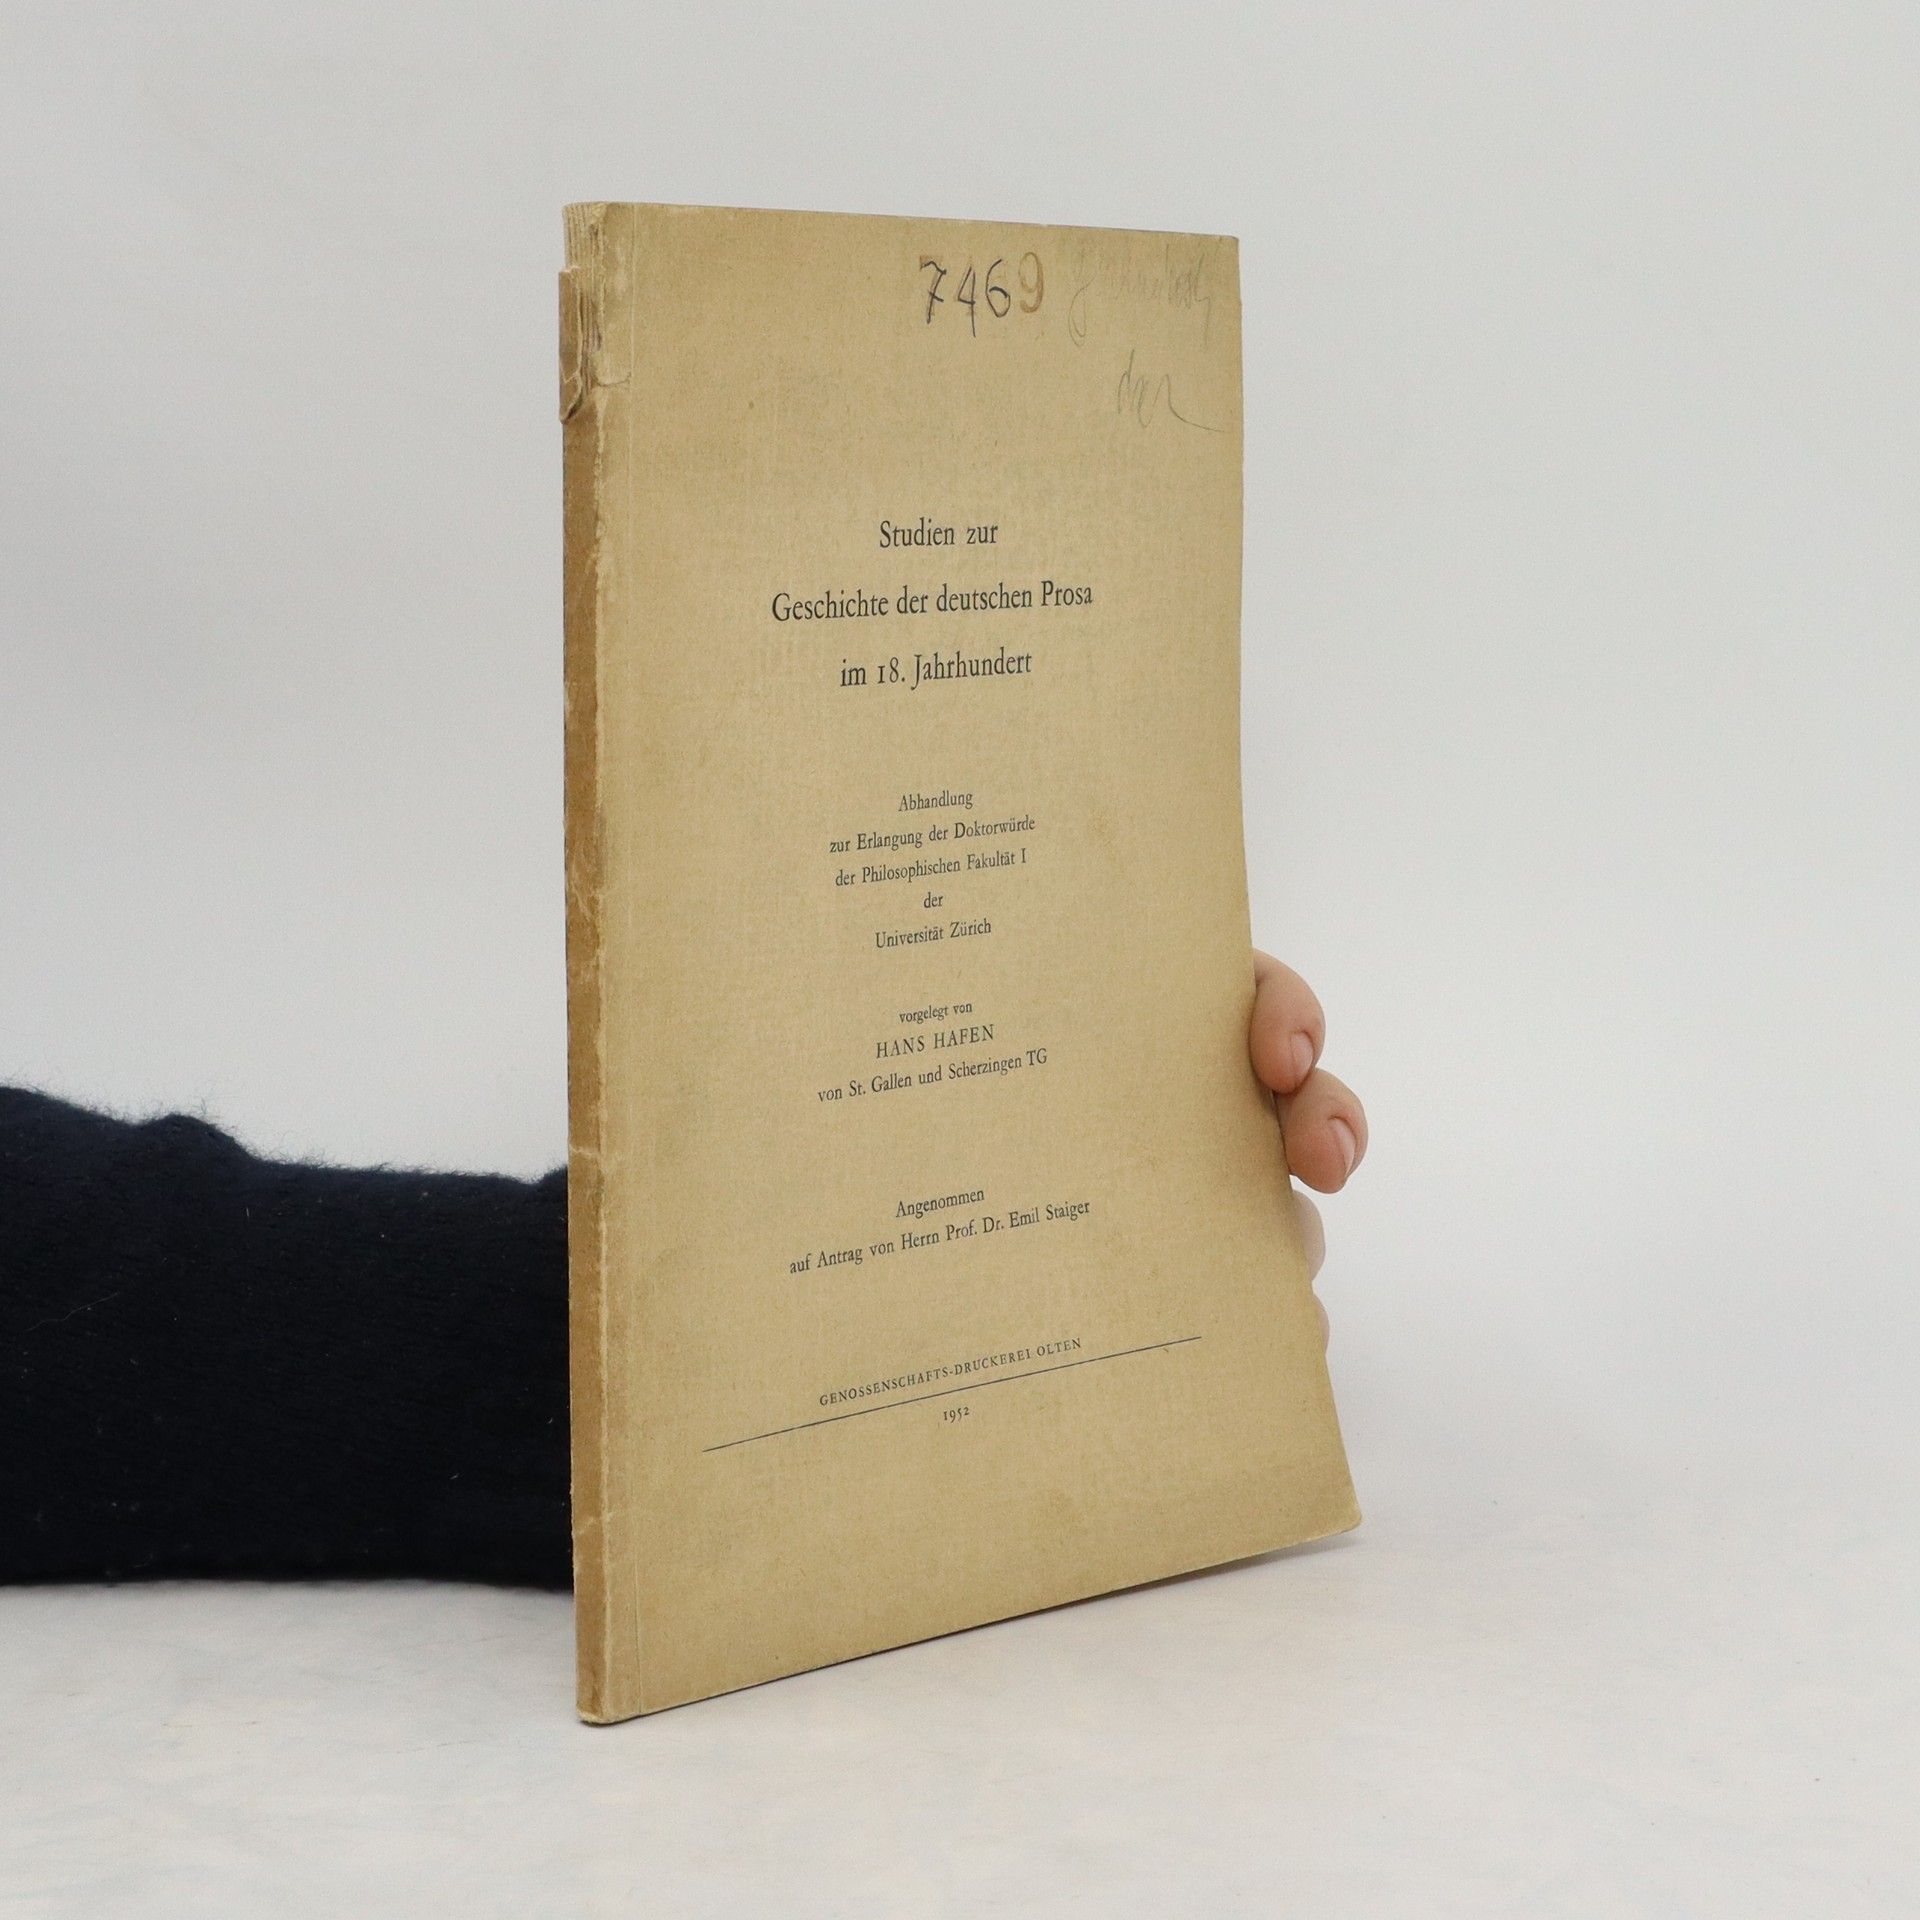 7469
der
Studien zur
Geschichte der deutschen Prosa
im 18. Jahrhundert
Abhandlung
zur Erlangung der Doktorwürde
der Philosophischen Fakultät I
der
Universität Zürich
vorgelegt von
HANS HAFEN
von St. Gallen und Scherzingen TG
Angenommen
auf Antrag von Herrn Prof. Dr. Emil Staiger
GENOSSENSCHAFTS-DRUCKEREI OLTEN
1952